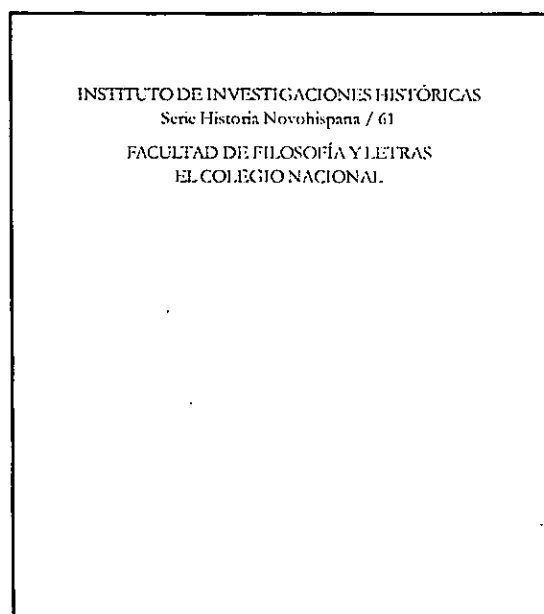 INSTITUTO DE INVESTIGACIONES HISTÓRICAS
Serie Historia Novohispana / 61
FACULTAD DE FILOSOFÍA Y LETRAS
EL COLEGIO NACIONAL